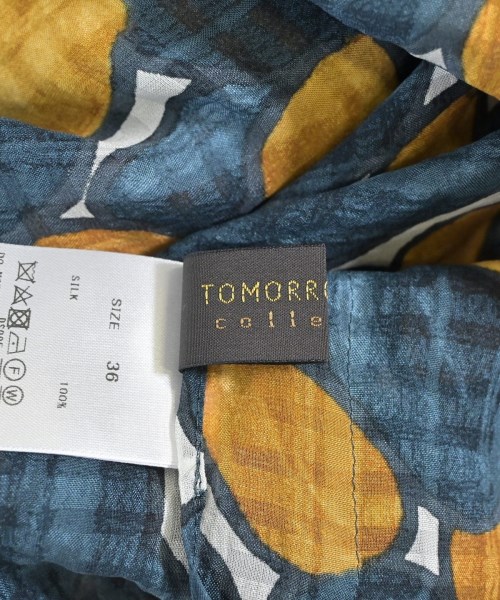 TOMORRO
colle
SIZE 36
SILK 100%